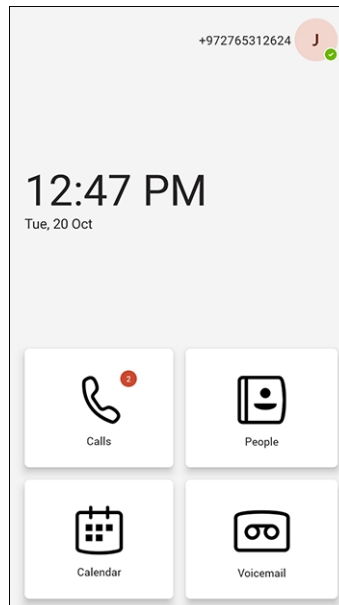 +972765312624 J
12:47 PM
Tue, 20 Oct
2
Calls
People
Calendar
Voicemail